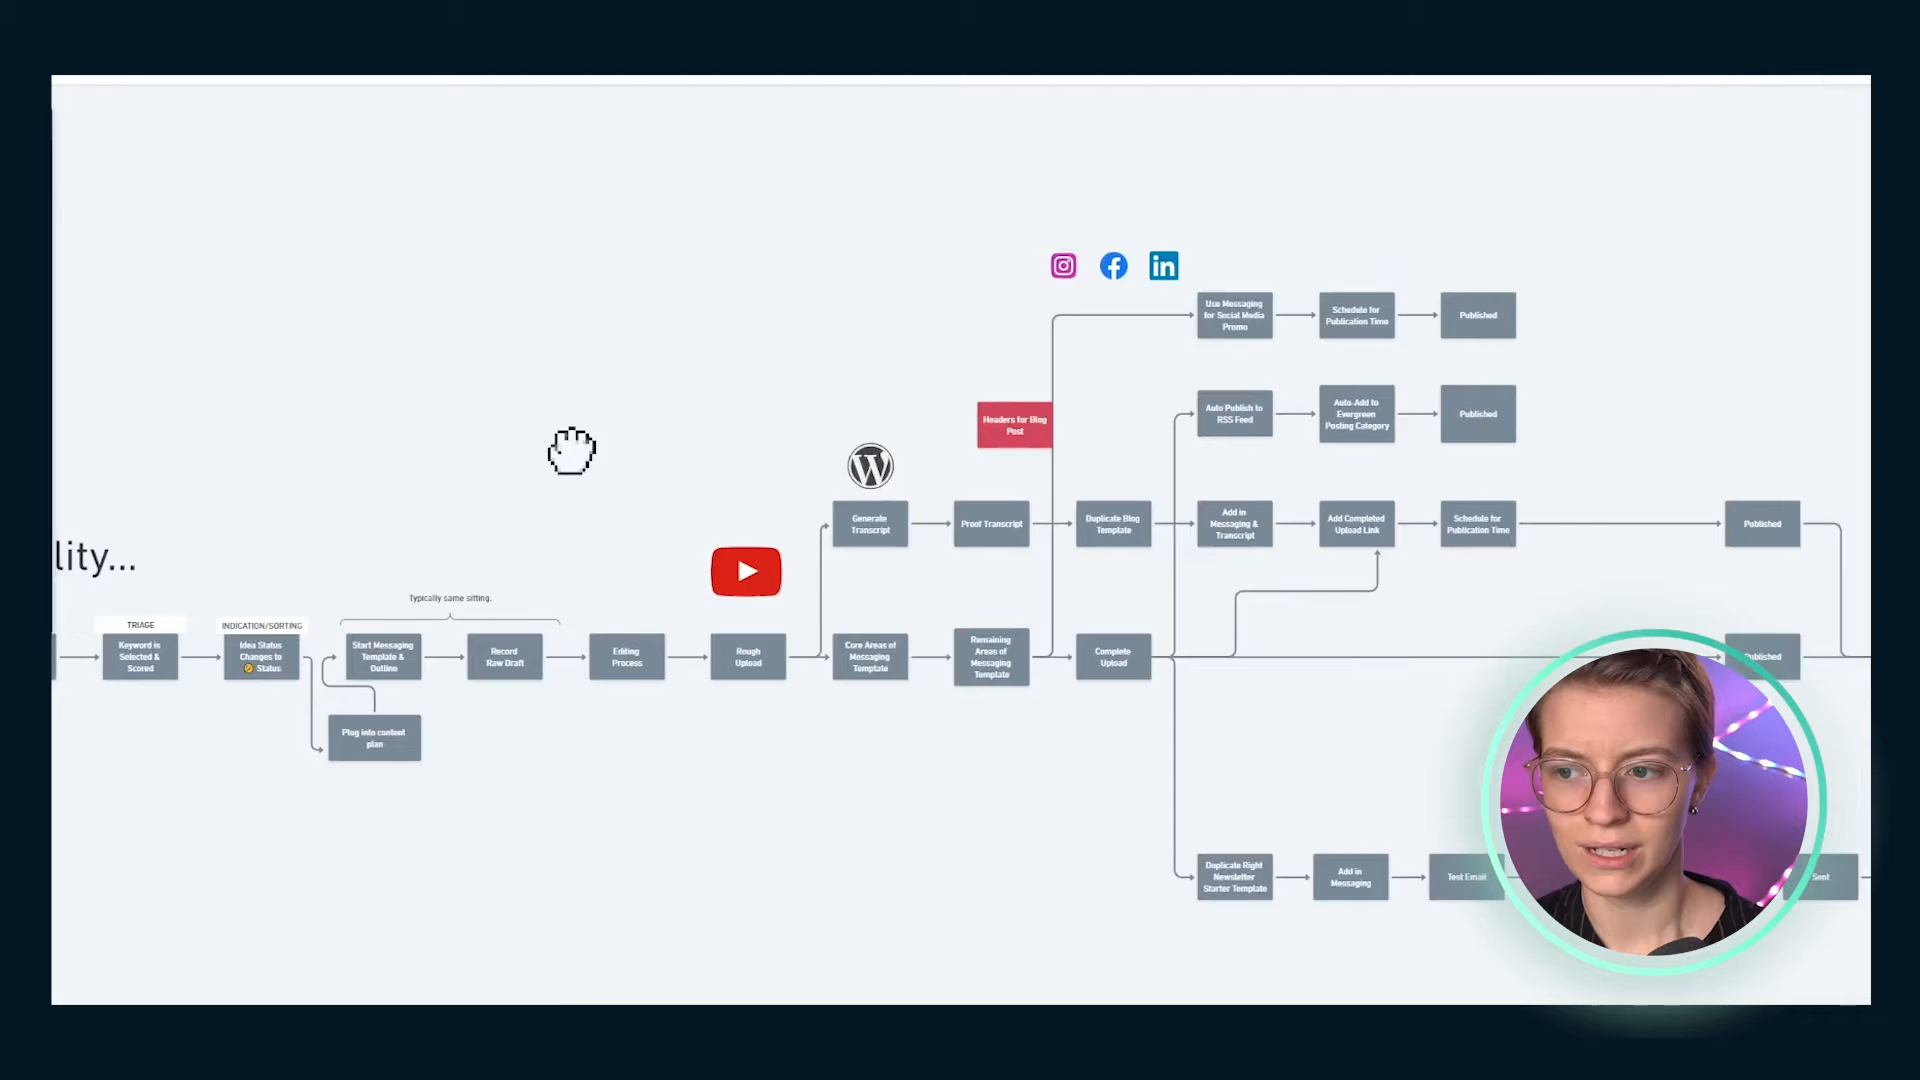 Use Messaging
for Social Media
Promo
Schedule for
Publication Time
Published
Headers for Blog
Post
Auto Publish to
RSS Feed
Auto-Add to
Evergreen
Posting Category
Published
Generate
Transcript
Proof Transcript
Duplicate Blog
Template
Add in
Messaging &
Transcript
Add Completed
Upload Link
Schedule for
Publication Time
Published
lity...
Typically same sitting.
TRIAGE
Keyword is
Selected &
Scored
INDICATION/SORTING
Idea Status
Changes to
🤔 Status
Start Messaging
Template &
Outline
Record
Raw Draft
Editing
Process
Rough
Upload
Core Areas of
Messaging
Template
Remaining
Areas of
Messaging
Template
Complete
Upload
Published
Plug into content
plan
Duplicate Right
Newsletter
Starter Template
Add in
Messaging
Test Email
Sent